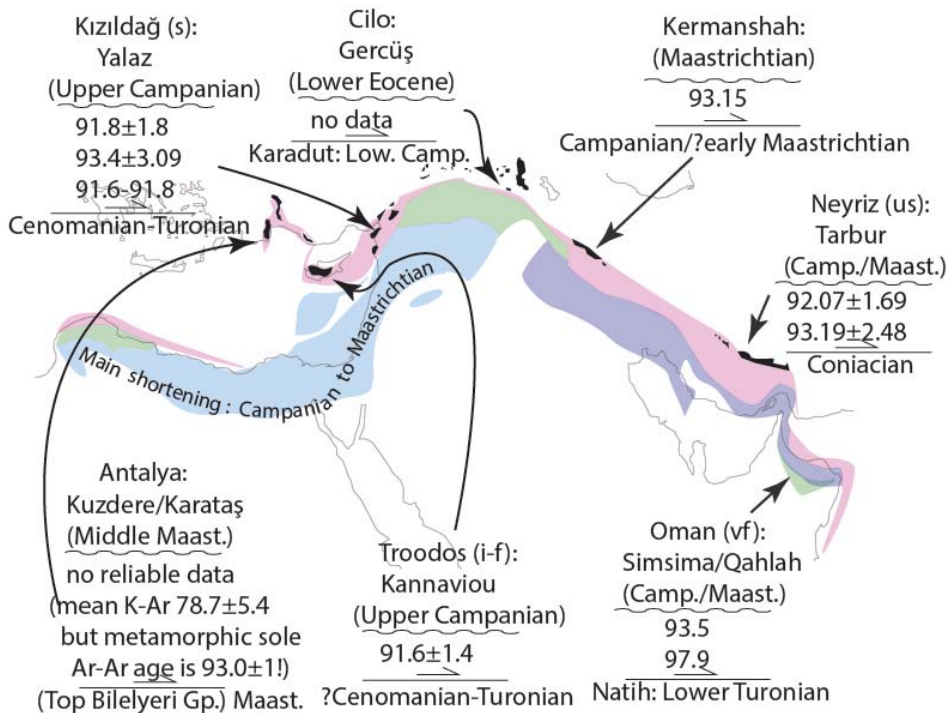 Kızıldağ (s):
Yalaz
(Upper Campanian)
91.8±1.8
93.4±3.09
91.6-91.8
Cenomanian-Turonian
Cilo:
Gercüş
(Lower Eocene)
no data
Karadut: Low. Camp.
Kermanshah:
(Maastrichtian)
93.15
Campanian/?early Maastrichtian
Neyriz (us):
Tarbur
(Camp./Maast.)
92.07±1.69
93.19±2.48
Coniacian
Main shortening : Campanian to Maastrichtian
Antalya:
Kuzdere/Karataş
(Middle Maast.)
no reliable data
(mean K-Ar 78.7±5.4
but metamorphic sole
Ar-Ar age is 93.0±1!)
(Top Bilelyeri Gp.) Maast.
Troodos (i-f):
Kannaviou
(Upper Campanian)
91.6±1.4
?Cenomanian-Turonian
Oman (vf):
Simsima/Qahlah
(Camp./Maast.)
93.5
97.9
Natih: Lower Turonian